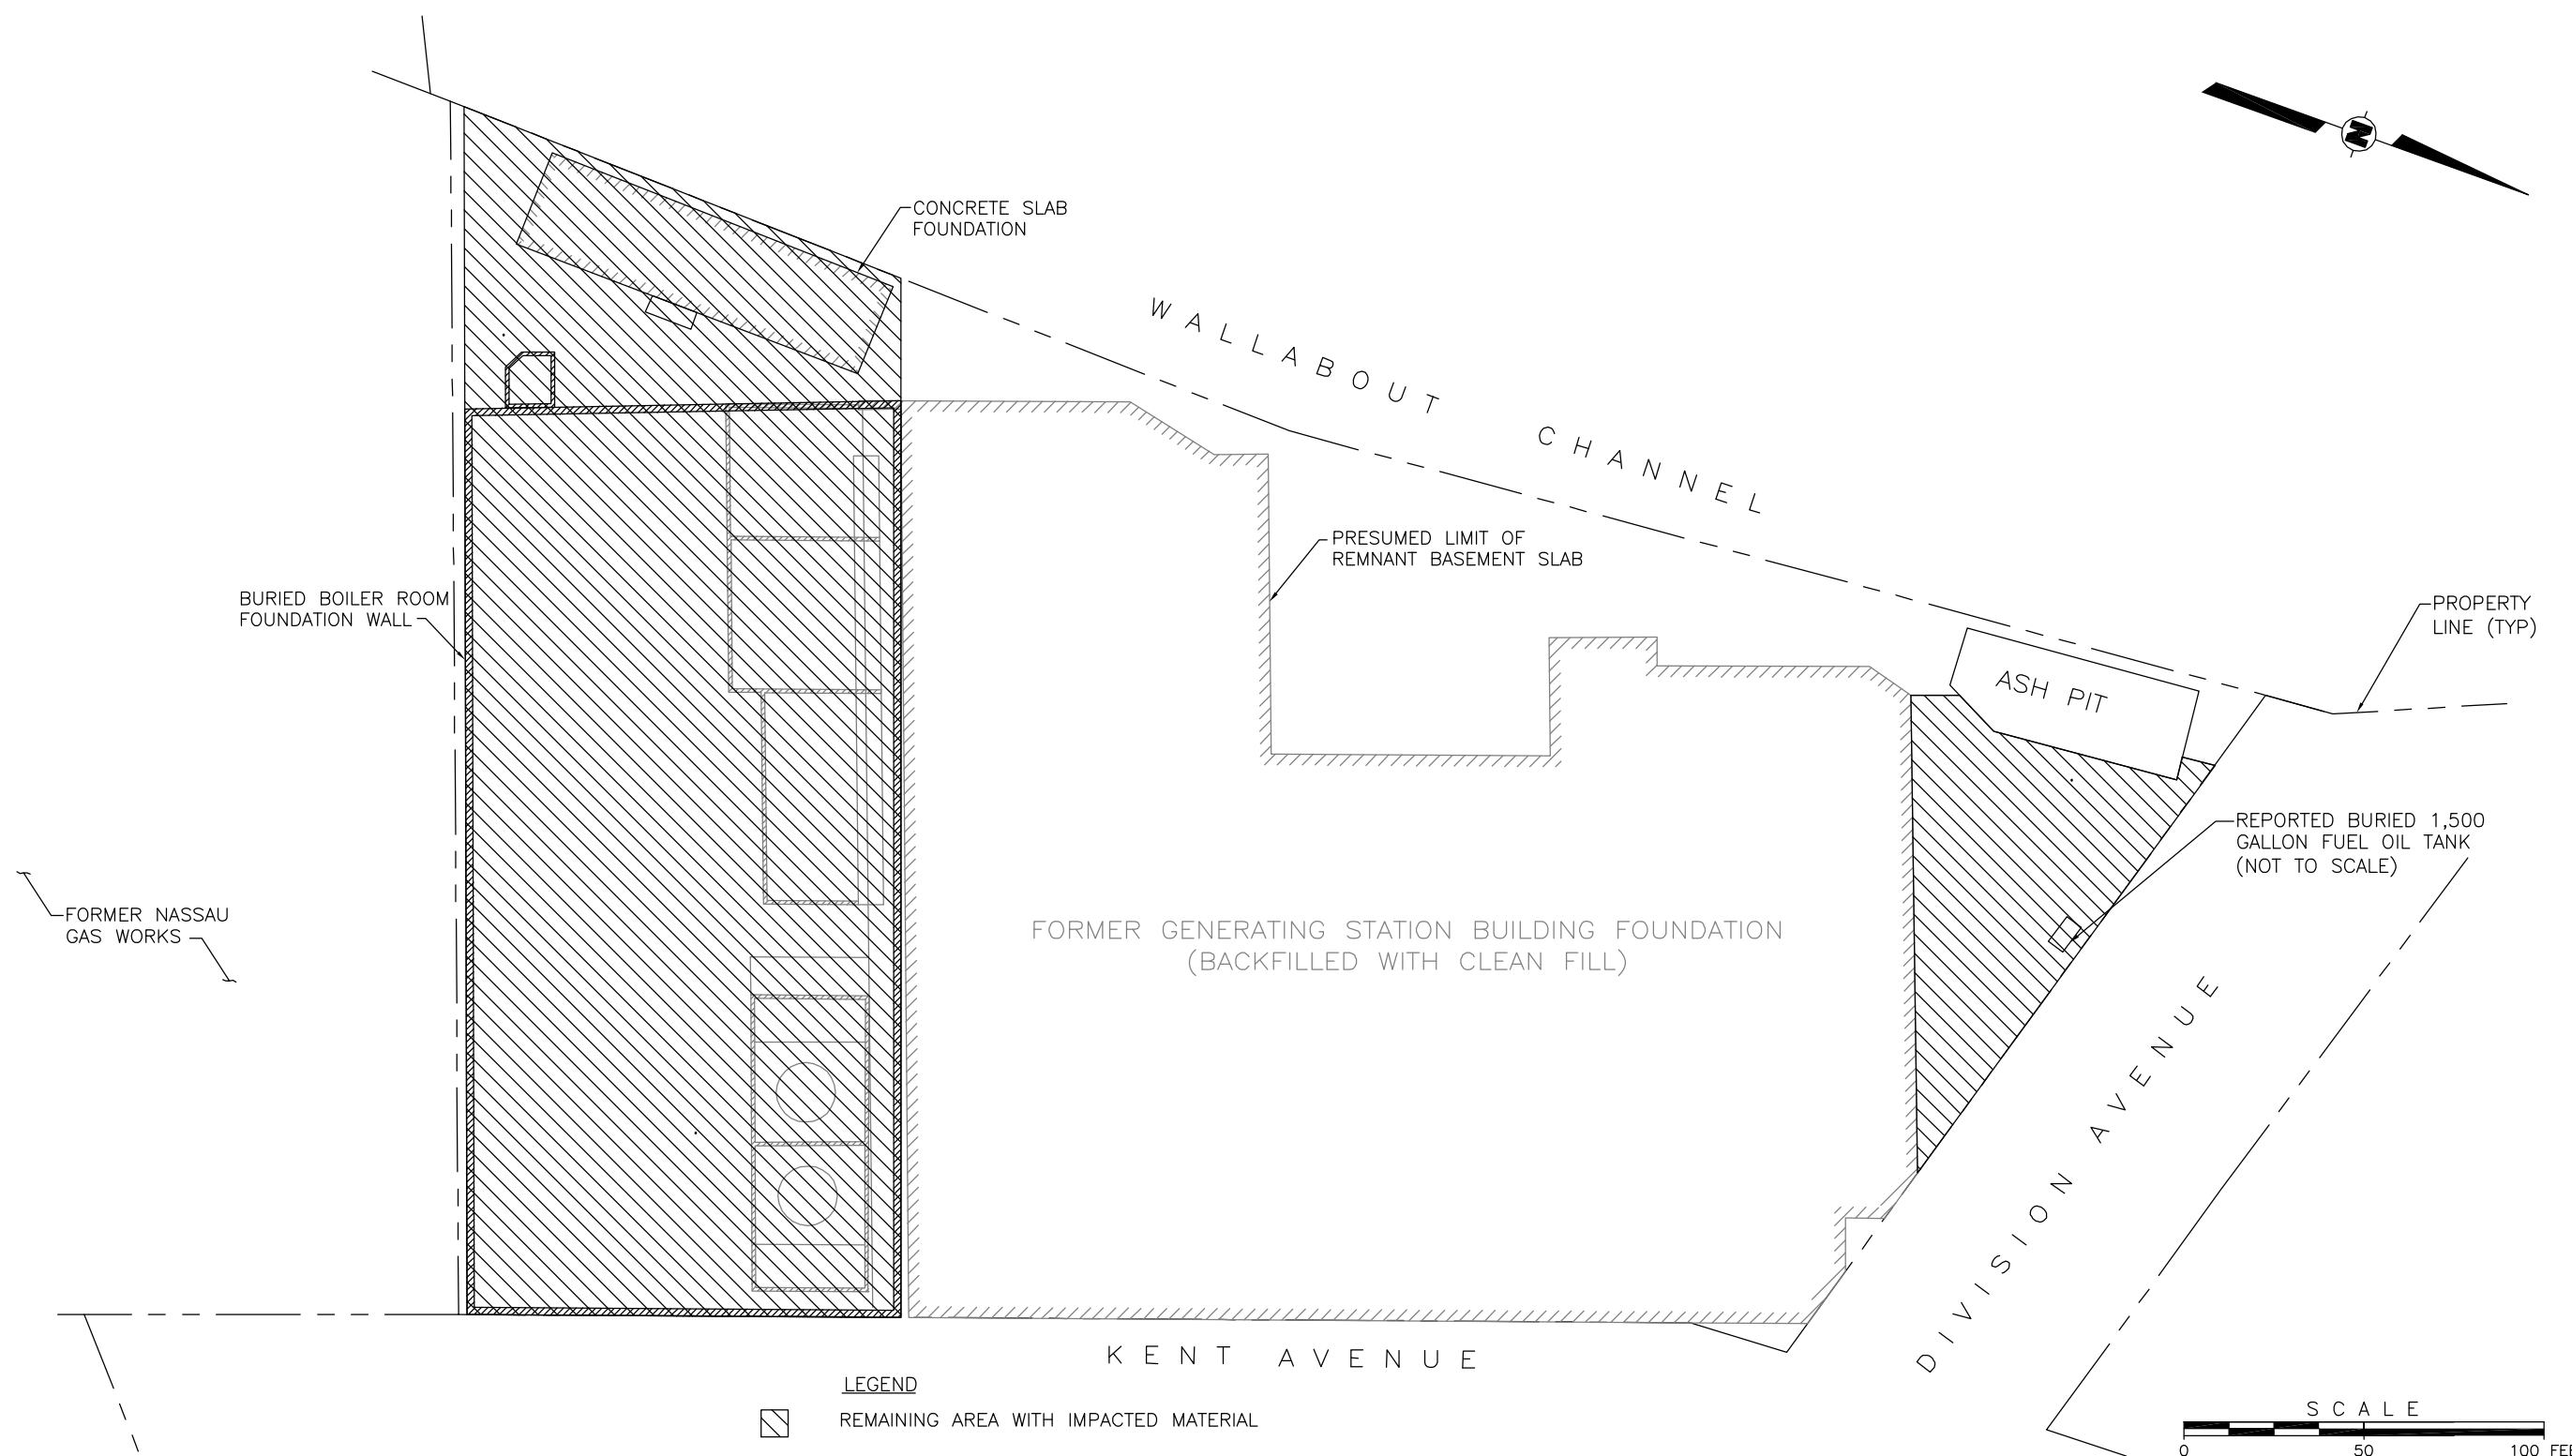 N
CONCRETE SLAB
FOUNDATION
WALLABOUT CHANNEL
PRESUMED LIMIT OF
REMNANT BASEMENT SLAB
BURIED BOILER ROOM
FOUNDATION WALL
PROPERTY
LINE (TYP)
ASH PIT
REPORTED BURIED 1,500
GALLON FUEL OIL TANK
(NOT TO SCALE)
FORMER NASSAU
GAS WORKS
FORMER GENERATING STATION BUILDING FOUNDATION
(BACKFILLED WITH CLEAN FILL)
DIVISION AVENUE
KENT AVENUE
LEGEND
REMAINING AREA WITH IMPACTED MATERIAL
SCALE
0 50 100